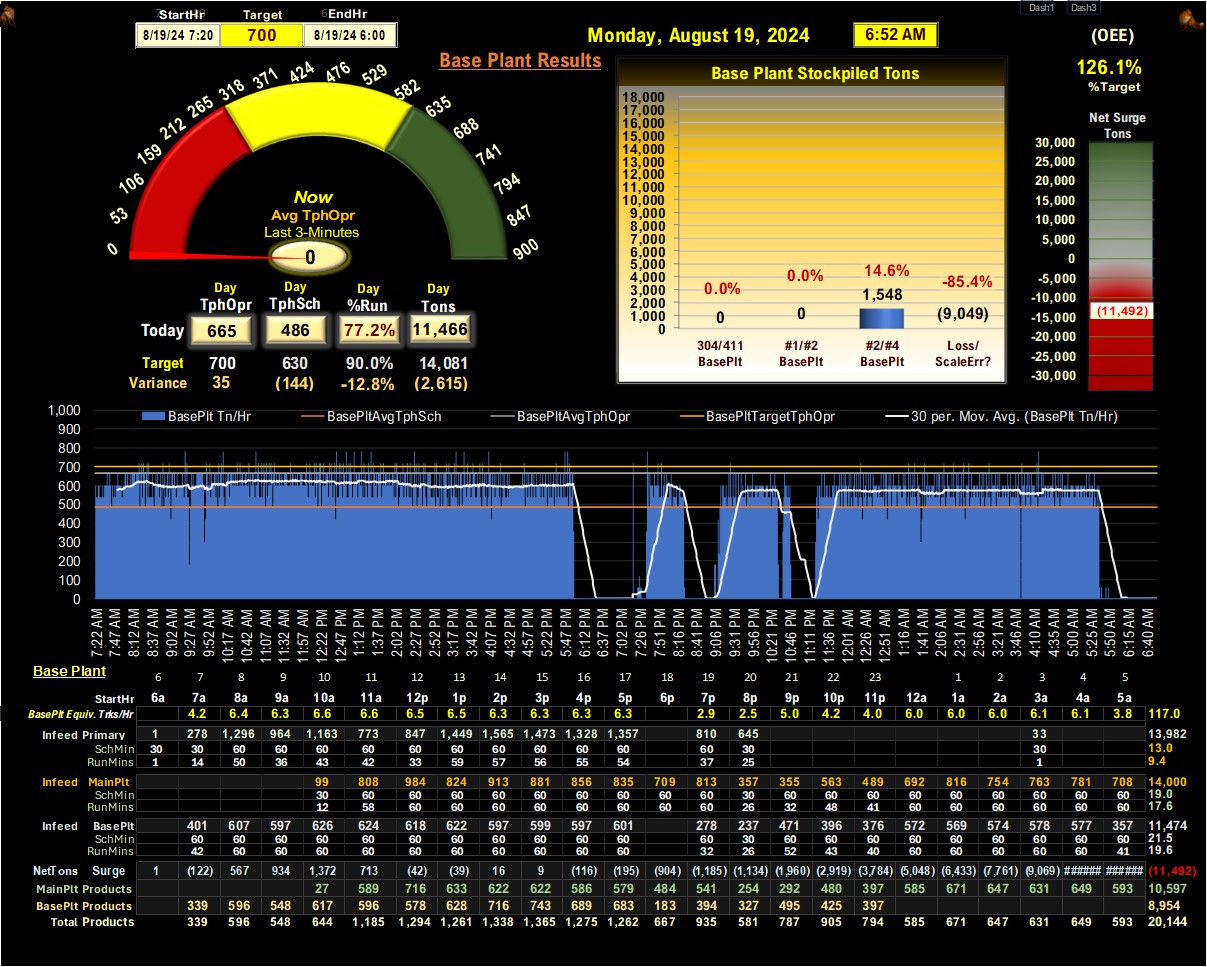 StartHr Target EndHr
8/19/24 7:20 700 8/19/24 6:00
Monday, August 19, 2024 6:52 AM
Dash1 Dash3
(OEE)
126.1%
%Target
Base Plant Results
0 53 106 159 212 265 318 371 424 476 529 582 635 688 741 794 847 900
Now
Avg TphOpr
Last 3-Minutes
0
Day Day Day Day
TphOpr TphSch %Run Tons
Today 665 486 77.2% 11,466
Target 700 630 90.0% 14,081
Variance 35 (144) -12.8% (2,615)
Base Plant Stockpiled Tons
18,000
17,000
16,000
15,000
14,000
13,000
12,000
11,000
10,000
9,000
8,000
7,000
6,000
5,000
4,000
3,000
2,000
1,000
0
0.0% 0.0% 14.6% -85.4%
0 0 1,548 (9,049)
304/411 #1/#2 #2/#4 Loss/
BasePlt BasePlt BasePlt ScaleErr?
Net Surge
Tons
30,000
25,000
20,000
15,000
10,000
5,000
0
-5,000
-10,000
-15,000
-20,000
-25,000
-30,000
(11,492)
BasePlt Tn/Hr BasePltAvgTphSch BasePltAvgTphOpr BasePltTargetTphOpr 30 per. Mov. Avg. (BasePlt Tn/Hr)
1,000
900
800
700
600
500
400
300
200
100
0
7:22 AM 7:47 AM 8:12 AM 8:37 AM 9:02 AM 9:27 AM 9:52 AM 10:17 AM 10:42 AM 11:07 AM 11:32 AM 11:57 AM 12:22 PM 12:47 PM 1:12 PM 1:37 PM 2:02 PM 2:27 PM 2:52 PM 3:17 PM 3:42 PM 4:07 PM 4:32 PM 4:57 PM 5:22 PM 5:47 PM 6:12 PM 6:37 PM 7:02 PM 7:26 PM 7:51 PM 8:16 PM 8:41 PM 9:06 PM 9:31 PM 9:56 PM 10:21 PM 10:46 PM 11:11 PM 11:36 PM 12:01 AM 12:26 AM 12:51 AM 1:16 AM 1:41 AM 2:06 AM 2:31 AM 2:56 AM 3:21 AM 3:46 AM 4:10 AM 4:35 AM 5:00 AM 5:25 AM 5:50 AM 6:15 AM 6:40 AM
Base Plant
6 7 8 9 10 11 12 13 14 15 16 17 18 19 20 21 22 23 1 2 3 4 5
StartHr 6a 7a 8a 9a 10a 11a 12p 1p 2p 3p 4p 5p 6p 7p 8p 9p 10p 11p 12a 1a 2a 3a 4a 5a
BasePlt Equiv. Trks/Hr 4.2 6.4 6.3 6.6 6.6 6.5 6.5 6.3 6.3 6.3 6.3 2.9 2.5 5.0 4.2 4.0 6.0 6.0 6.0 6.1 6.1 3.8 117.0
Infeed Primary 1 278 1,296 964 1,163 773 847 1,449 1,565 1,473 1,328 1,357 810 645 33 13,982
SchMin 30 30 60 60 60 60 60 60 60 60 60 60 60 30 30 13.0
RunMins 1 14 50 36 43 42 33 59 57 56 55 54 37 25 1 9.4
Infeed MainPlt 99 808 984 824 913 881 856 835 709 813 357 355 563 489 692 816 754 763 781 708 14,000
SchMin 30 60 60 60 60 60 60 60 60 60 30 60 60 60 60 60 60 60 60 60 19.0
RunMins 12 58 60 60 60 60 60 60 60 60 26 32 48 41 60 60 60 60 60 60 17.6
Infeed BasePlt 401 607 597 626 624 618 622 597 599 597 601 278 237 471 396 376 572 569 574 578 577 357 11,474
SchMin 60 60 60 60 60 60 60 60 60 60 60 60 30 60 60 60 60 60 60 60 60 60 21.5
RunMins 42 60 60 60 60 60 60 60 60 60 60 32 26 52 43 40 60 60 60 60 60 41 19.6
NetTons Surge 1 (122) 567 934 1,372 713 (42) (39) 16 9 (116) (195) (904) (1,185) (1,134) (1,960) (2,919) (3,784) (5,048) (6,433) (7,761) (9,069) ###### ###### (11,492)
MainPlt Products 27 589 716 633 622 622 586 579 484 541 254 292 480 397 585 671 647 631 649 593 10,597
BasePlt Products 339 596 548 617 596 578 628 716 743 689 683 183 394 327 495 425 397 8,954
Total Products 339 596 548 644 1,185 1,294 1,261 1,338 1,365 1,275 1,262 667 935 581 787 905 794 585 671 647 631 649 593 20,144